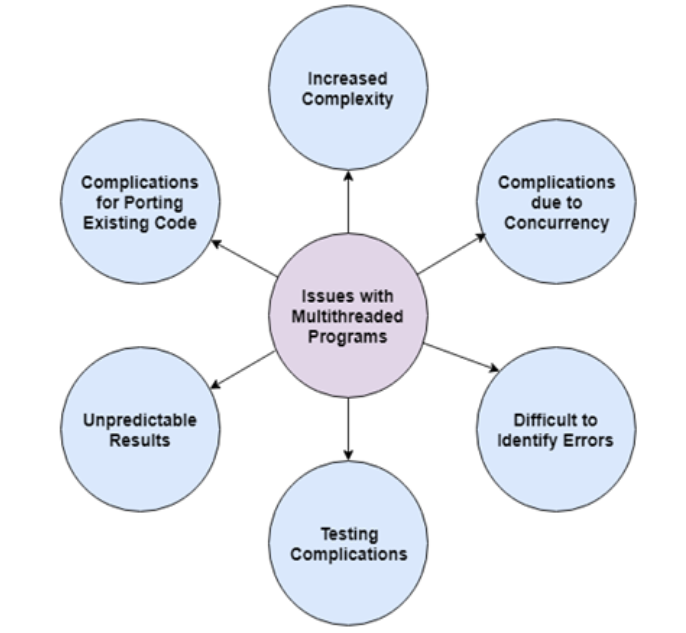 Increased
Complexity
Complications
for Porting
Existing Code
Complications
due to
Concurrency
Issues with
Multithreaded
Programs
Unpredictable
Results
Difficult to
Identify Errors
Testing
Complications